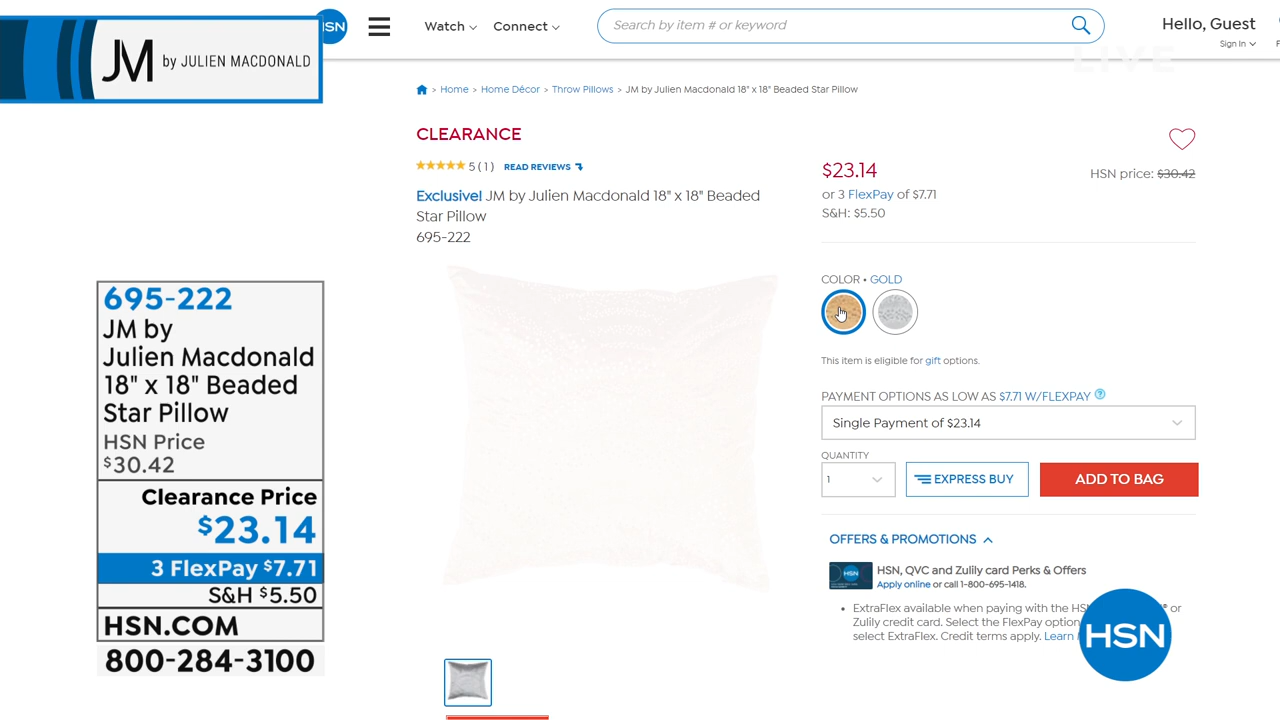 JM by JULIEN MACDONALD
HSN
Watch
Connect
Search by item # or keyword
Hello, Guest
Sign In
LIVE
Home > Home Décor > Throw Pillows > JM by Julien Macdonald 18" x 18" Beaded Star Pillow
CLEARANCE
5 (1) READ REVIEWS
Exclusive! JM by Julien Macdonald 18" x 18" Beaded
Star Pillow
695-222
$23.14
HSN price: $30.42
or 3 FlexPay of $7.71
S&H: $5.50
COLOR • GOLD
This item is eligible for gift options.
PAYMENT OPTIONS AS LOW AS $7.71 W/FLEXPAY ?
Single Payment of $23.14
QUANTITY
1
EXPRESS BUY
ADD TO BAG
OFFERS & PROMOTIONS
HSN
HSN, QVC and Zulily card Perks & Offers
Apply online or call 1-800-695-1418.
• ExtraFlex available when paying with the HS
or
Zulily credit card. Select the FlexPay option
select ExtraFlex. Credit terms apply. Learn
HSN
695-222
JM by
Julien Macdonald
18" x 18" Beaded
Star Pillow
HSN Price
$30.42
Clearance Price
$23.14
3 FlexPay $7.71
S&H $5.50
HSN.COM
800-284-3100